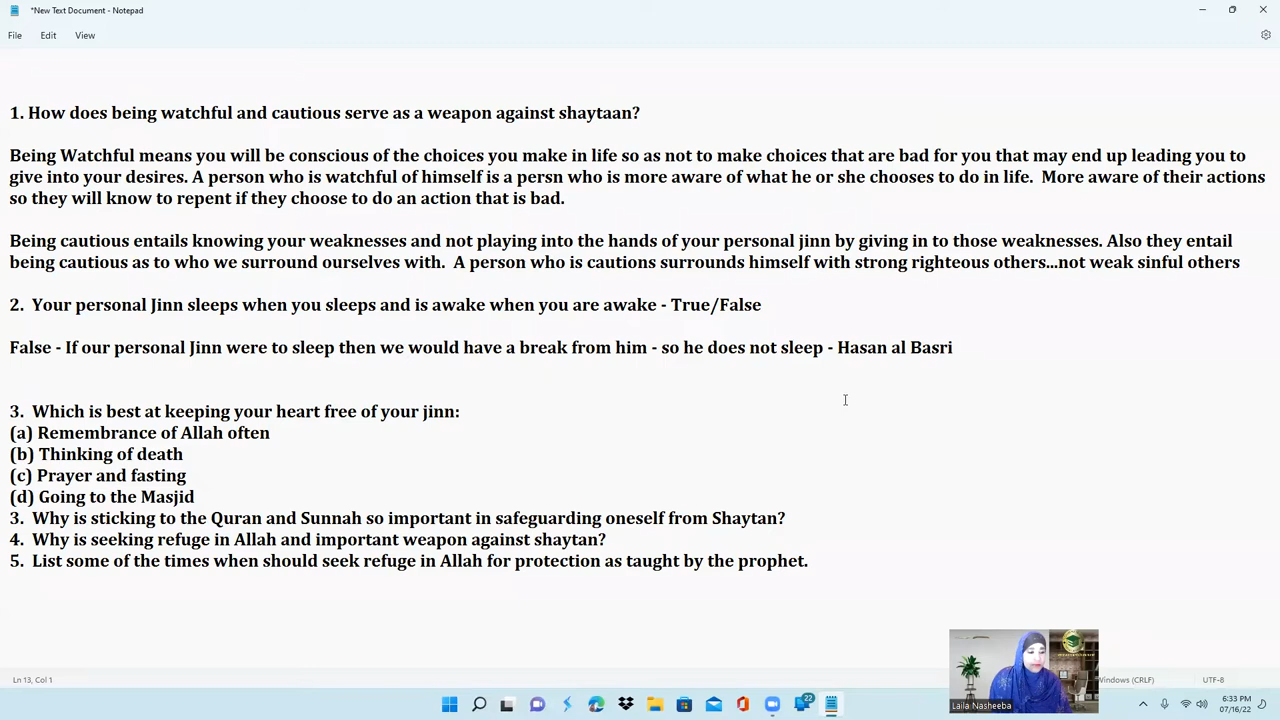 *New Text Document - Notepad
File Edit View
1. How does being watchful and cautious serve as a weapon against shaytaan?
Being Watchful means you will be conscious of the choices you make in life so as not to make choices that are bad for you that may end up leading you to
give into your desires. A person who is watchful of himself is a persn who is more aware of what he or she chooses to do in life.  More aware of their actions
so they will know to repent if they choose to do an action that is bad.
Being cautious entails knowing your weaknesses and not playing into the hands of your personal jinn by giving in to those weaknesses. Also they entail
being cautious as to who we surround ourselves with.  A person who is cautions surrounds himself with strong righteous others...not weak sinful others
2.  Your personal Jinn sleeps when you sleeps and is awake when you are awake - True/False
False - If our personal Jinn were to sleep then we would have a break from him - so he does not sleep - Hasan al Basri
3.  Which is best at keeping your heart free of your jinn:
(a) Remembrance of Allah often
(b) Thinking of death
(c) Prayer and fasting
(d) Going to the Masjid
3.  Why is sticking to the Quran and Sunnah so important in safeguarding oneself from Shaytan?
4.  Why is seeking refuge in Allah and important weapon against shaytan?
5.  List some of the times when should seek refuge in Allah for protection as taught by the prophet.
Laila Nasheeba
Ln 13, Col 1
Windows (CRLF)
UTF-8
22
6:33 PM
07/16/22